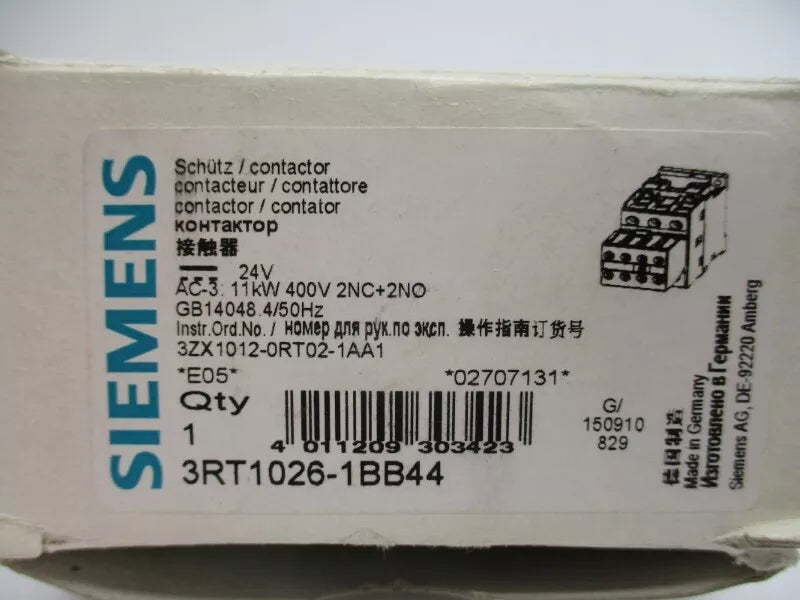 SIEMENS
Schütz / contactor
contacteur / contattore
contactor / contator
контактор
接触器
24V
AC-3: 11kW 400V 2NC+2NO
GB14048.4/50Hz
Instr.Ord.No./ номер для рук.по эксп. 操作指南订货号
3ZX1012-0RT02-1AA1
*E05*
*02707131*
Qty
1
4 011209 303423
3RT1026-1BB44
G/
150910
829
德国制造
Made in Germany
Изготовлено в Германии
Siemens AG, DE-92220 Amberg